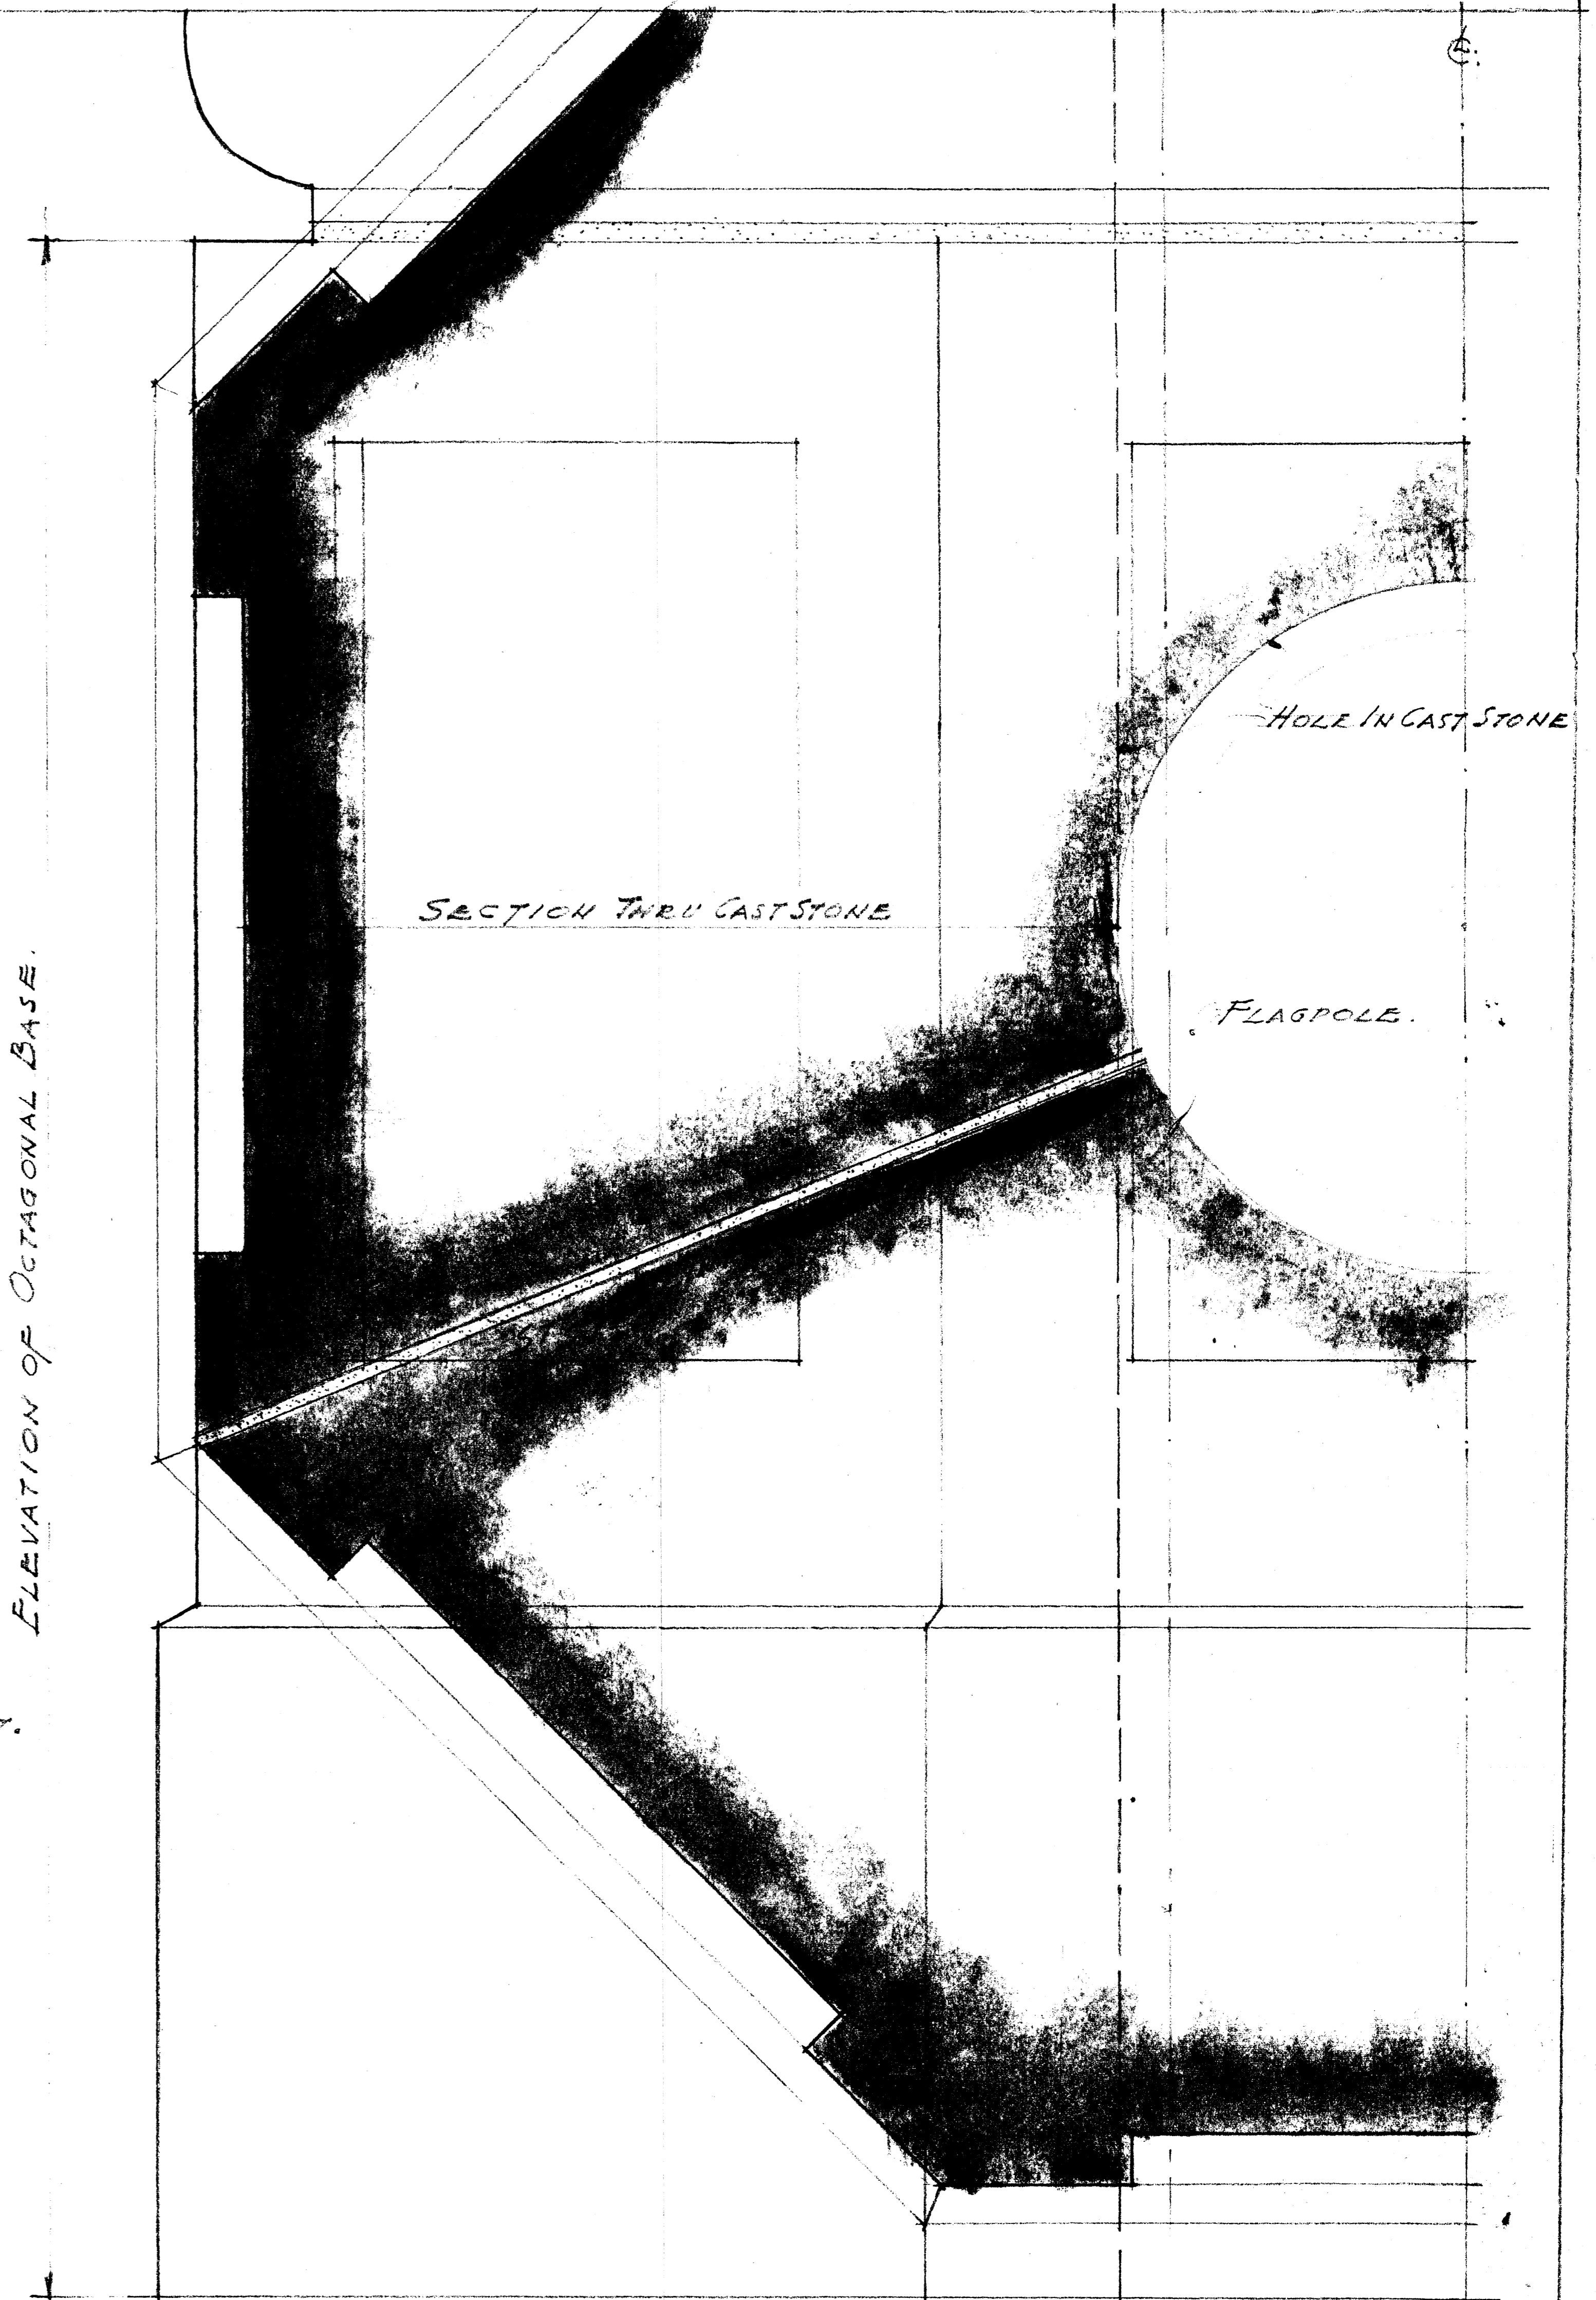 ℄.
HOLE IN CAST STONE
SECTION THRU CAST STONE
FLAGPOLE.
ELEVATION OF OCTAGONAL BASE.